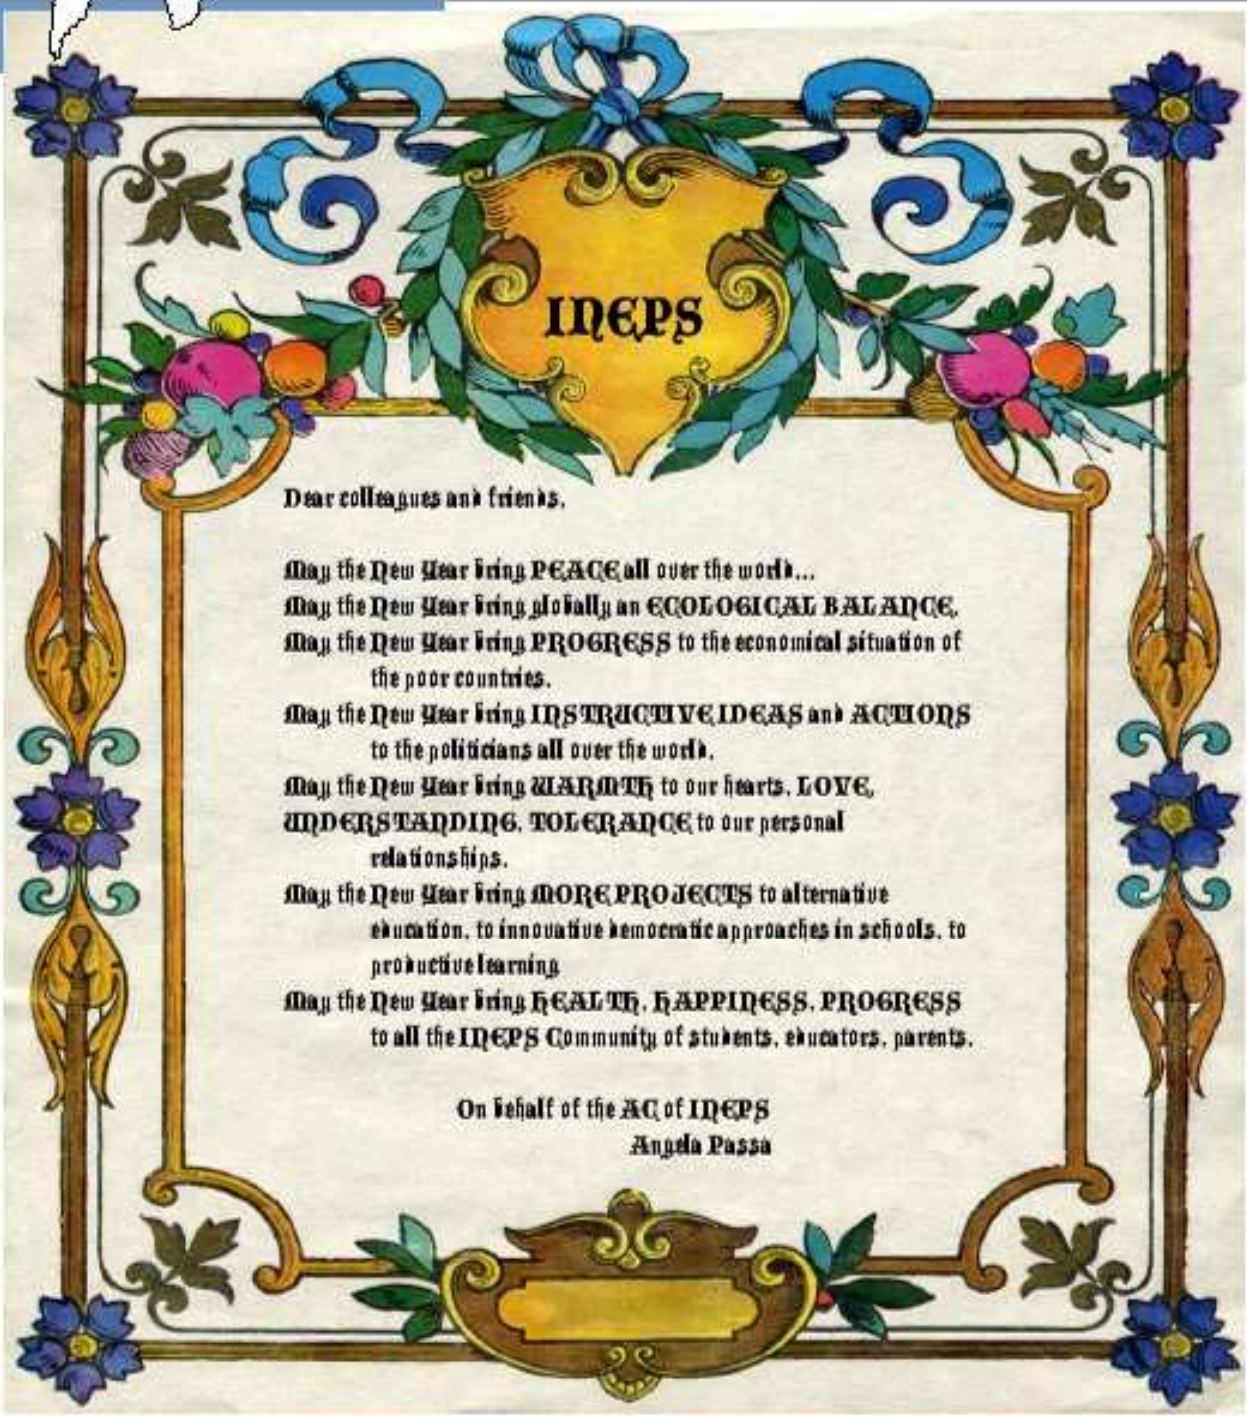 INEPS
Dear colleagues and friends,
May the New Year bring PEACE all over the world...
May the New Year bring globally an ECOLOGICAL BALANCE.
May the New Year bring PROGRESS to the economical situation of
the poor countries.
May the New Year bring INSTRUCTIVE IDEAS and ACTIONS
to the politicians all over the world.
May the New Year bring WARMTH to our hearts, LOVE,
UNDERSTANDING, TOLERANCE to our personal
relationships.
May the New Year bring MORE PROJECTS to alternative
education, to innovative democratic approaches in schools, to
productive learning
May the New Year bring HEALTH, HAPPINESS, PROGRESS
to all the INEPS Community of students, educators, parents.
On behalf of the AC of INEPS
Angela Passa